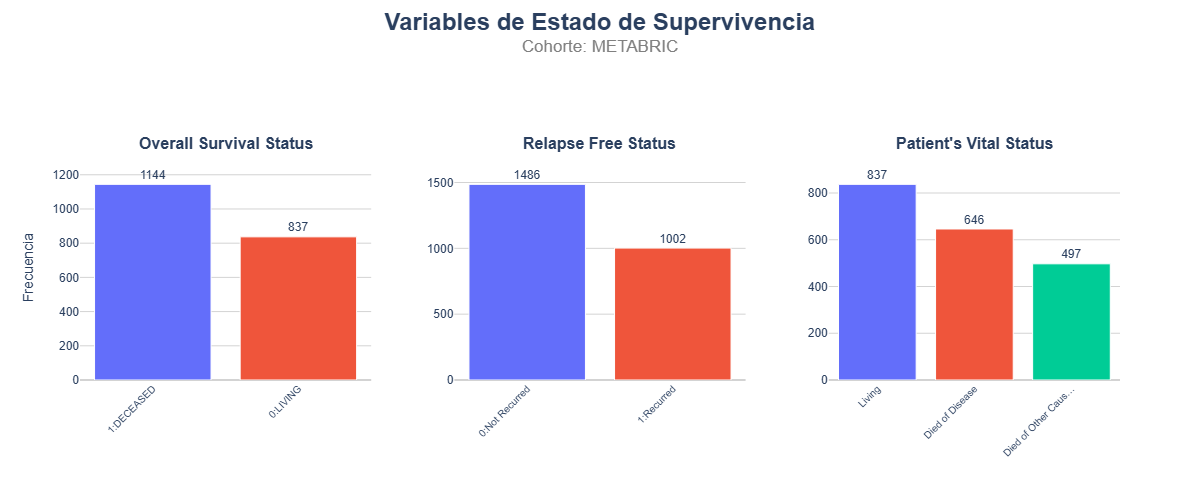 Variables de Estado de Supervivencia
Cohorte: METABRIC
Overall Survival Status
Frecuencia
1200
1000
800
600
400
200
0
1144
837
1:DECEASED
0:LIVING
Relapse Free Status
1500
1000
500
0
1486
1002
0:Not Recurred
1:Recurred
Patient's Vital Status
800
600
400
200
0
837
646
497
Living
Died of Disease
Died of Other Caus...